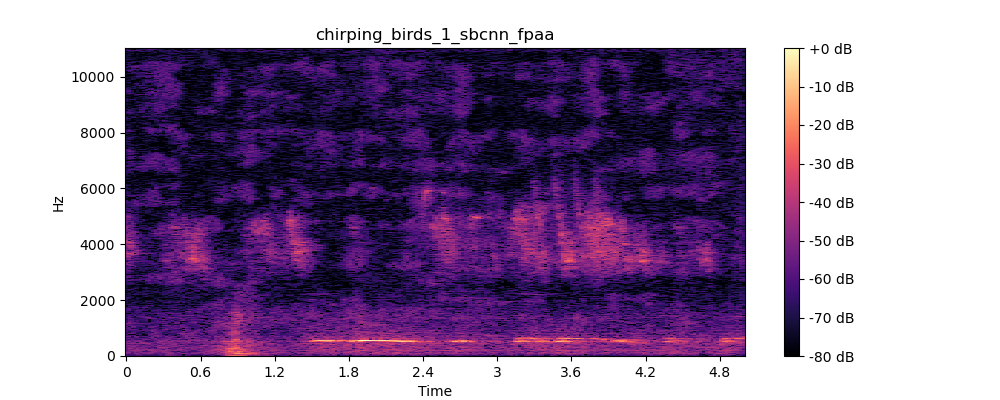 chirping_birds_1_sbcnn_fpaa
Hz
10000
8000
6000
4000
2000
0
0 0.6 1.2 1.8 2.4 3 3.6 4.2 4.8
Time
+0 dB
-10 dB
-20 dB
-30 dB
-40 dB
-50 dB
-60 dB
-70 dB
-80 dB